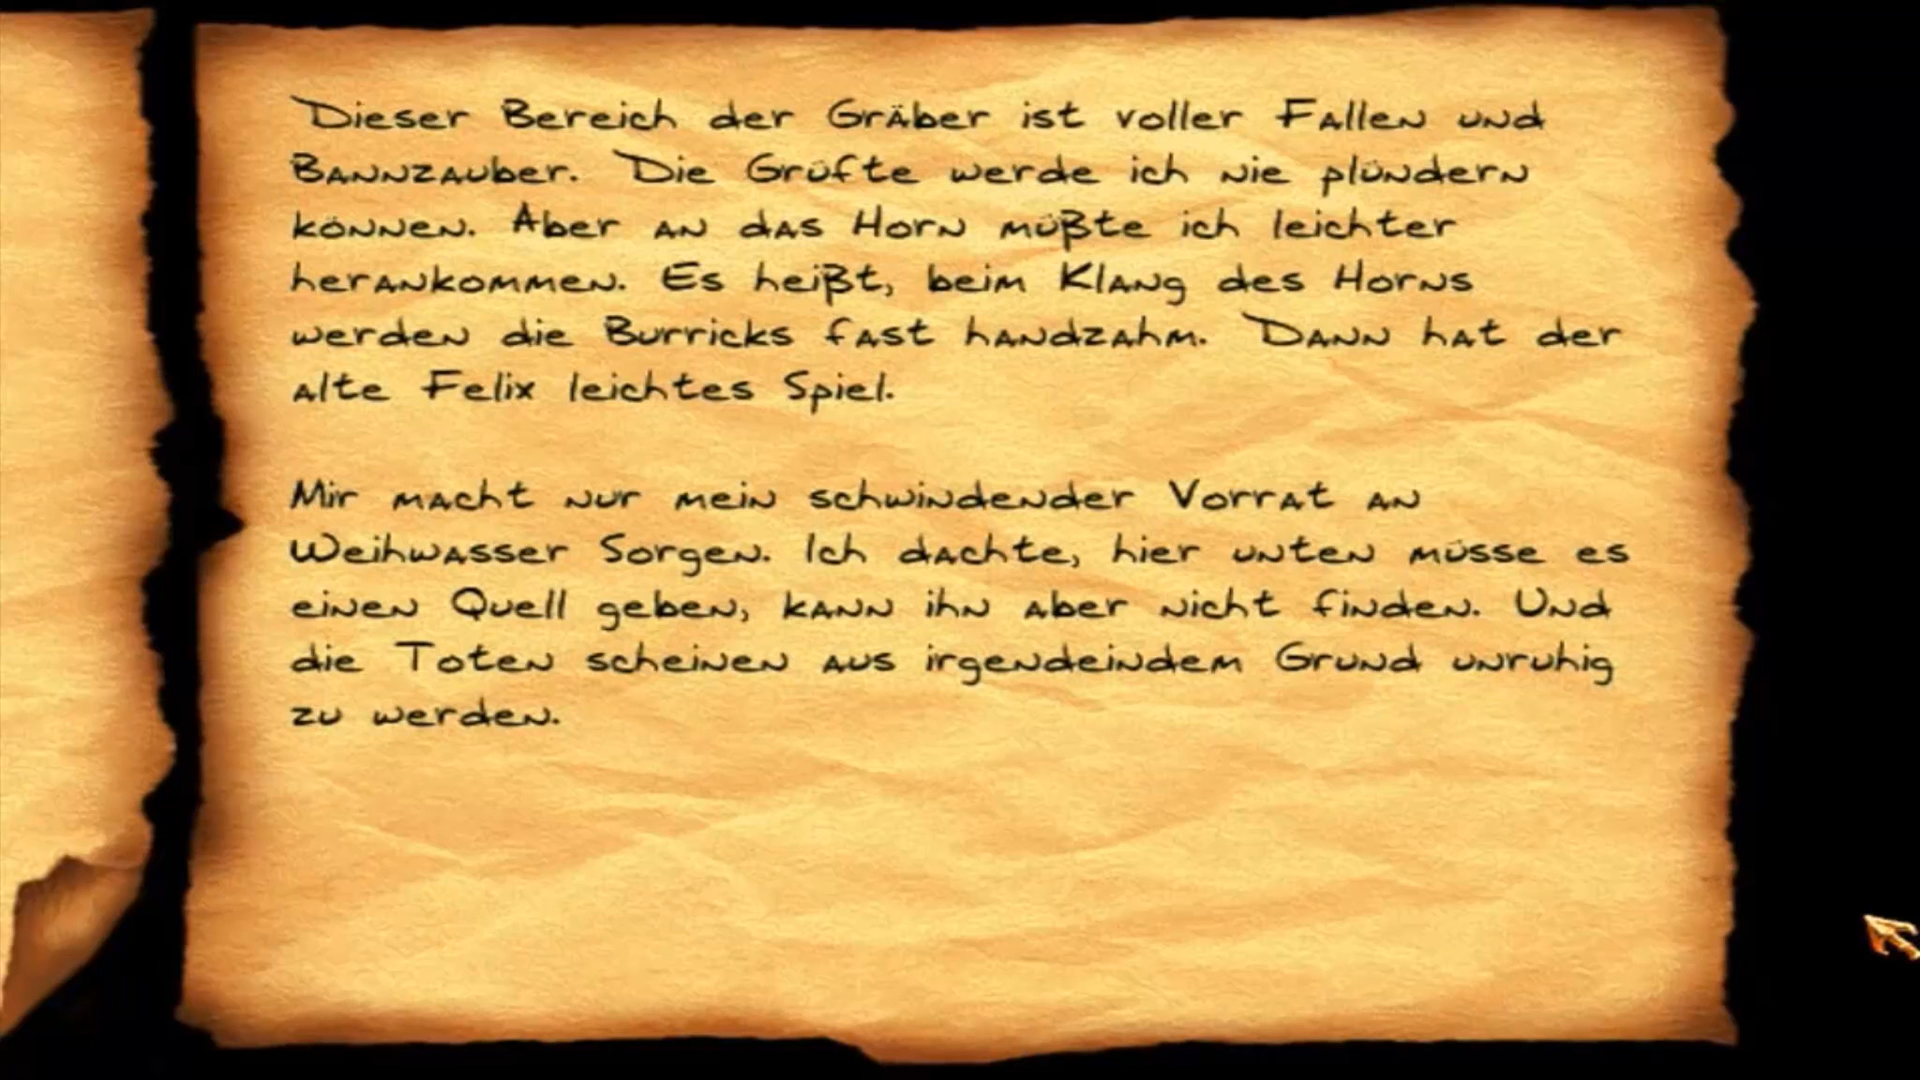 Dieser Bereich der Gräber ist voller Fallen und
Bannzauber. Die Grüfte werde ich nie plündern
können. Aber an das Horn müßte ich leichter
herankommen. Es heißt, beim Klang des Horns
werden die Burricks fast handzahm. Dann hat der
alte Felix leichtes Spiel.
Mir macht nur mein schwindender Vorrat an
Weihwasser Sorgen. Ich dachte, hier unten müsse es
einen Quell geben, kann ihn aber nicht finden. Und
die Toten scheinen aus irgendeindem Grund unruhig
zu werden.